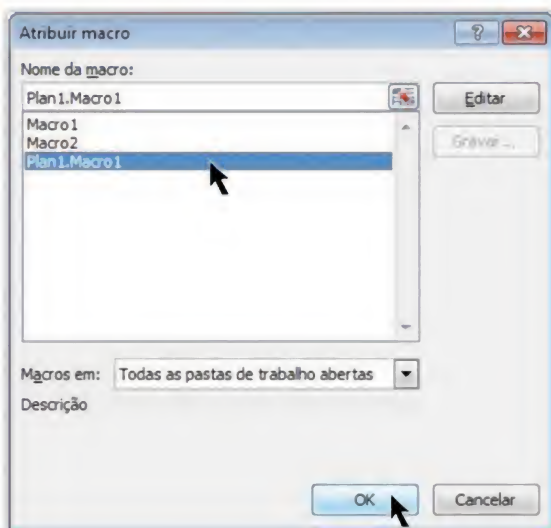 Atribuir macro
Nome da macro:
Plan1.Macro1
Editar
Macro1
Macro2
Plan1.Macro1
Gravar...
Macros em: Todas as pastas de trabalho abertas
Descrição
OK
Cancelar